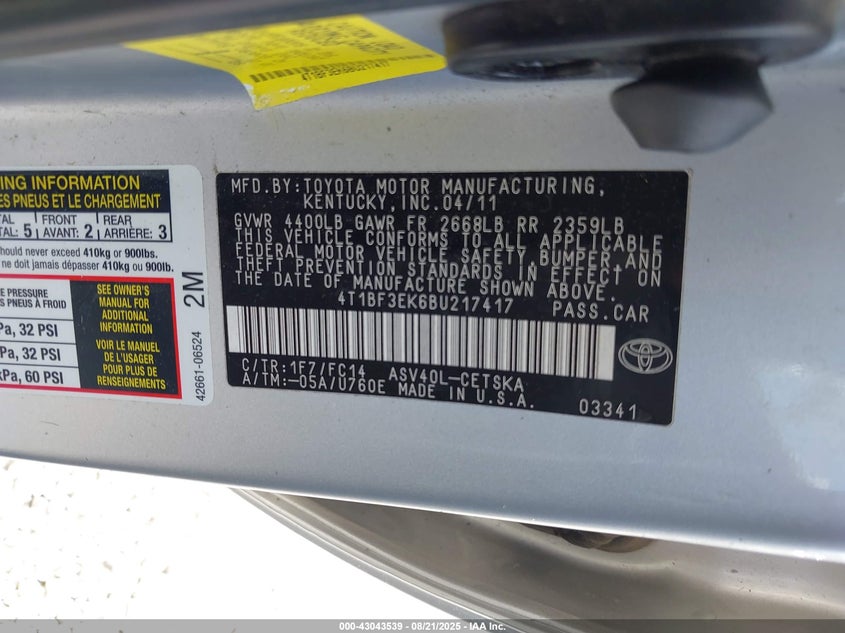 4T1BF3EK6BU217417
NG INFORMATION
ES PNEUS ET LE CHARGEMENT
TAL 5 FRONT 2 REAR 3
TAL: AVANT: ARRIÈRE:
hould never exceed 410kg or 900lbs.
ne doit jamais dépasser 410kg ou 900lb.
E PRESSURE
S PNEUS À FROID
Pa, 32 PSI
Pa, 32 PSI
kPa, 60 PSI
SEE OWNER'S
MANUAL FOR
ADDITIONAL
INFORMATION
VOIR LE MANUEL
DE L'USAGER
POUR PLUS DE
RENSEIGNEMENTS
42661-06524
2M
MFD.BY:TOYOTA MOTOR MANUFACTURING,
KENTUCKY,INC.04/11
GVWR 4400LB GAWR FR 2668LB RR 2359LB
THIS VEHICLE CONFORMS TO ALL APPLICABLE
FEDERAL MOTOR VEHICLE SAFETY,BUMPER AND
THEFT PREVENTION STANDARDS IN EFFECT ON
THE DATE OF MANUFACTURE SHOWN ABOVE.
4T1BF3EK6BU217417 PASS.CAR
C/TR:1F7/FC14 ASV40L-CETSKA
A/TM:-05A/U760E MADE IN U.S.A.
03341
000-43043539 — 08/21/2025 — IAA Inc.